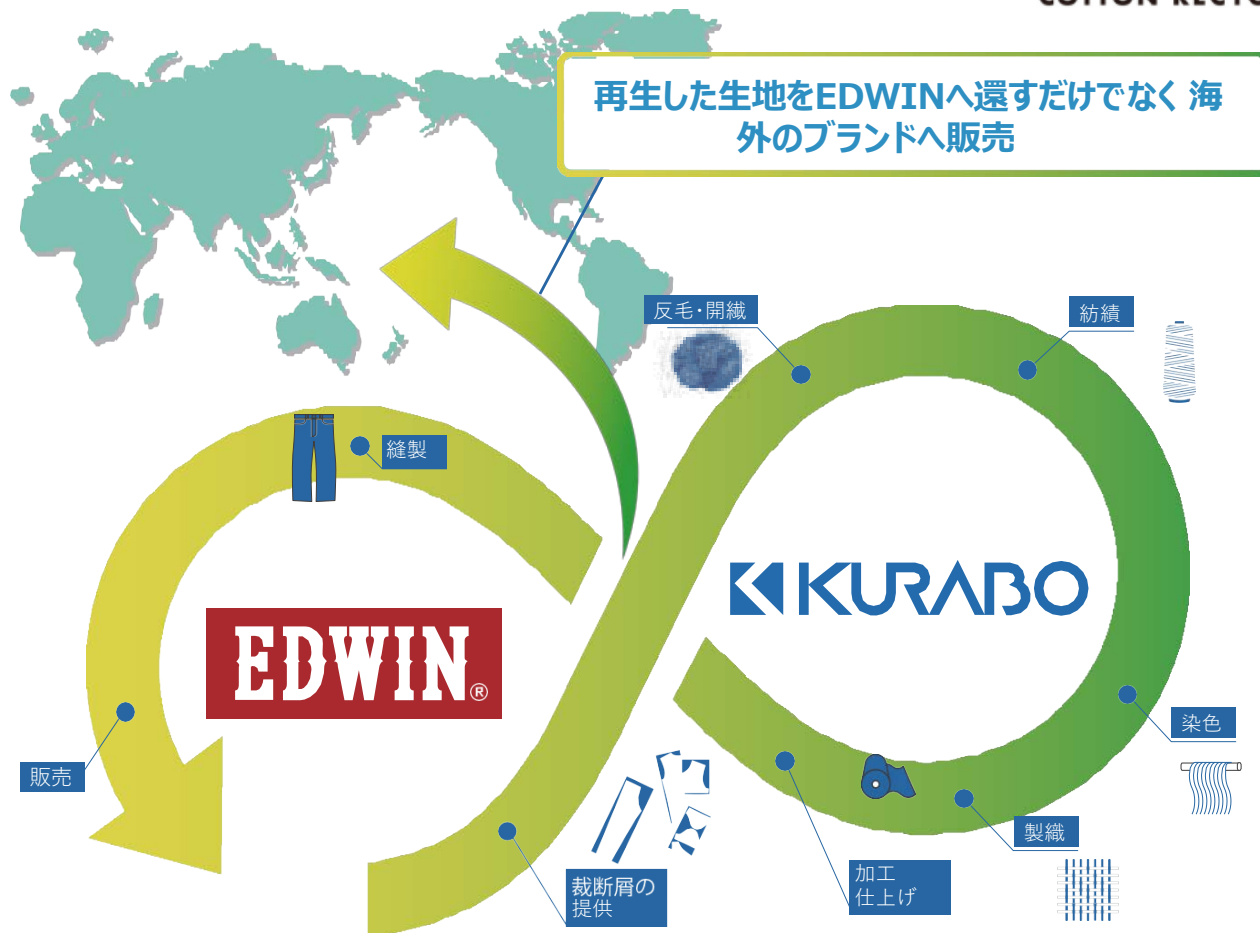 再生した生地をEDWINへ還すだけでなく 海
外のブランドへ販売
反毛・開繊
紡績
縫製
KURABO
EDWIN®
染色
販売
製織
加工
仕上げ
裁断屑の
提供